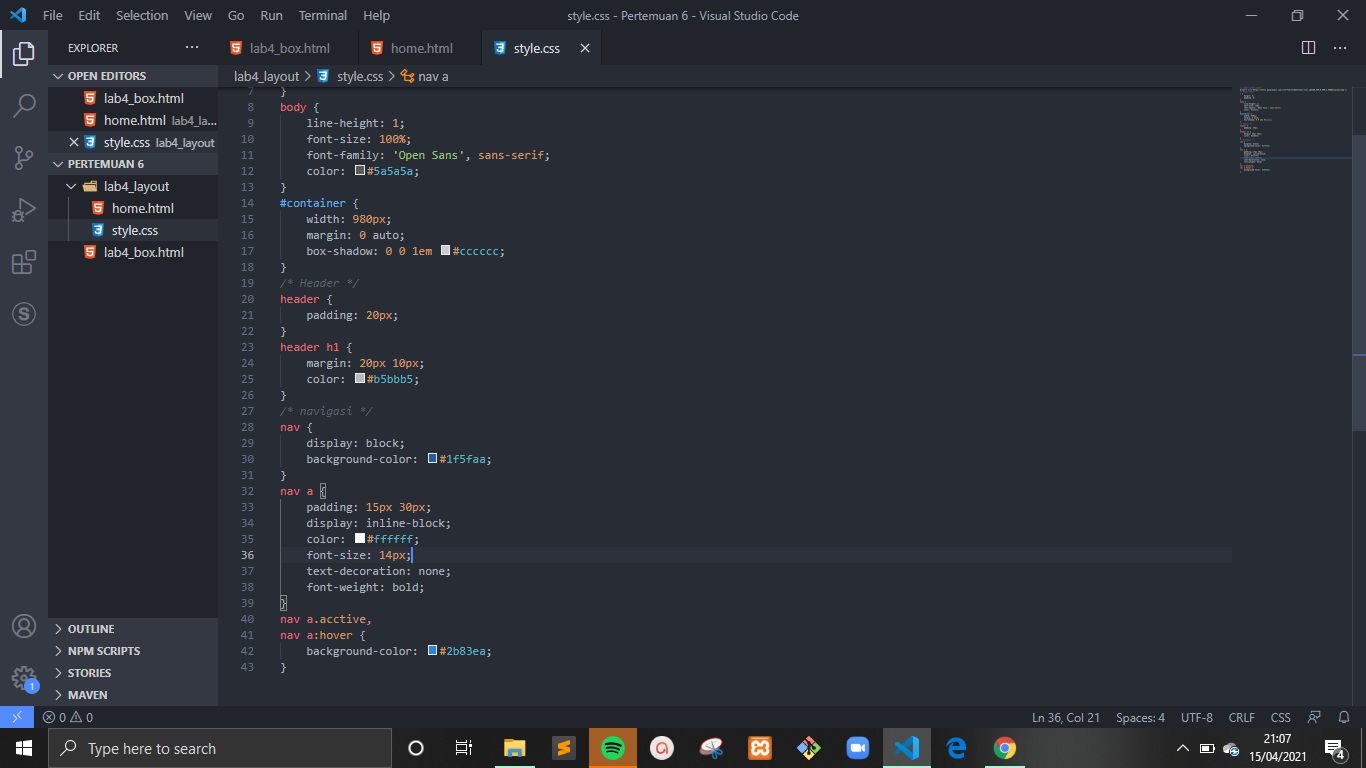 File Edit Selection View Go Run Terminal Help
style.css - Pertemuan 6 - Visual Studio Code
EXPLORER
OPEN EDITORS
lab4_box.html
home.html lab4_la...
style.css lab4_layout
PERTEMUAN 6
lab4_layout
home.html
style.css
lab4_box.html
OUTLINE
NPM SCRIPTS
STORIES
MAVEN
1
lab4_box.html home.html style.css
lab4_layout > style.css > nav a
7 }
8 body {
9 line-height: 1;
10 font-size: 100%;
11 font-family: 'Open Sans', sans-serif;
12 color: #5a5a5a;
13 }
14 #container {
15 width: 980px;
16 margin: 0 auto;
17 box-shadow: 0 0 1em #cccccc;
18 }
19 /* Header */
20 header {
21 padding: 20px;
22 }
23 header h1 {
24 margin: 20px 10px;
25 color: #b5bbb5;
26 }
27 /* navigasi */
28 nav {
29 display: block;
30 background-color: #1f5faa;
31 }
32 nav a {
33 padding: 15px 30px;
34 display: inline-block;
35 color: #ffffff;
36 font-size: 14px;
37 text-decoration: none;
38 font-weight: bold;
39 }
40 nav a.acctive,
41 nav a:hover {
42 background-color: #2b83ea;
43 }
0 0 Ln 36, Col 21 Spaces: 4 UTF-8 CRLF CSS
Type here to search
21:07
15/04/2021
4